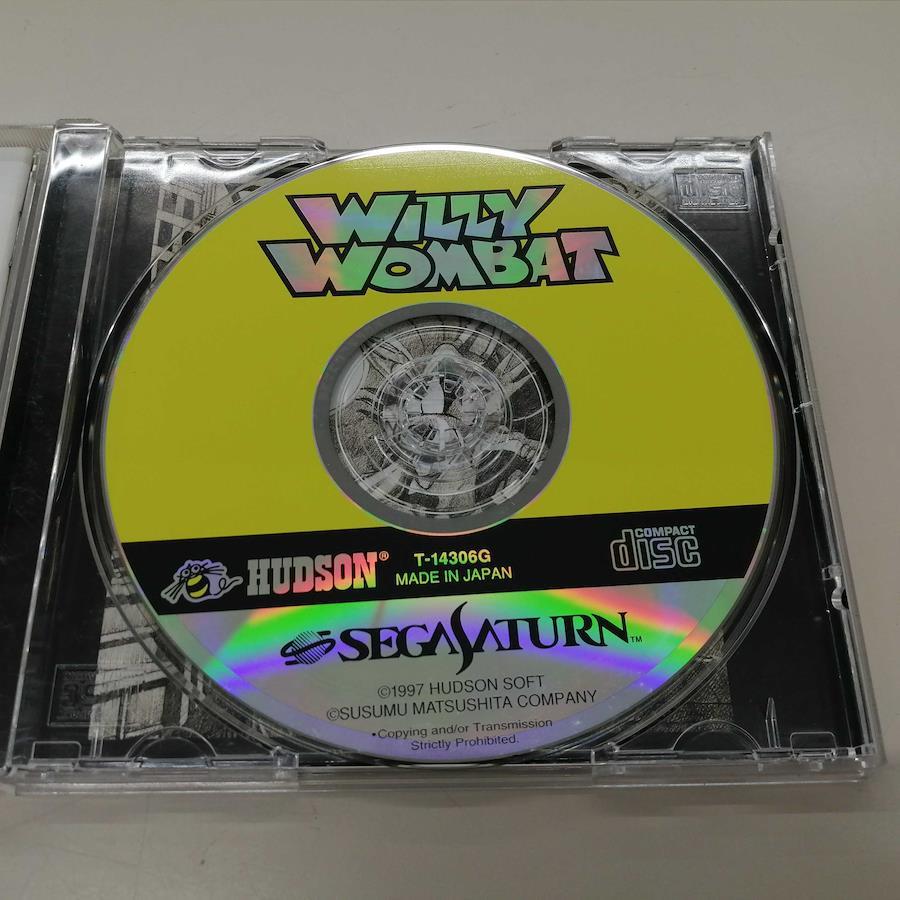 WILLY
WOMBAT
HUDSON®
T-14306G
MADE IN JAPAN
COMPACT
disc
SEGA SATURN™
©1997 HUDSON SOFT
©SUSUMU MATSUSHITA COMPANY
•Copying and/or Transmission
Strictly Prohibited.